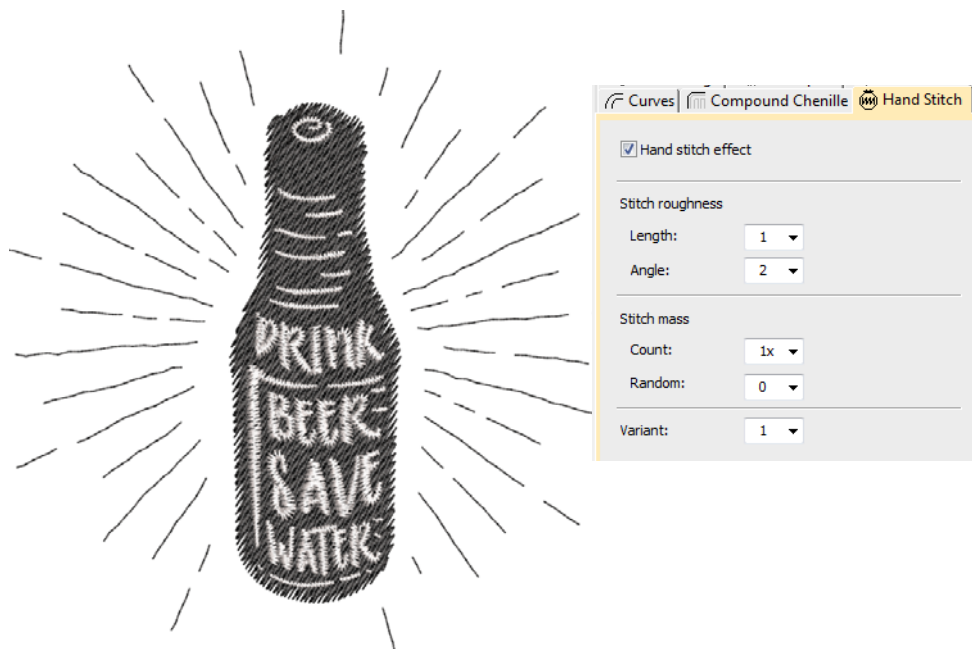 DRINK
BEER
SAVE
WATER
Curves
Compound Chenille
Hand Stitch
Hand stitch effect
Stitch roughness
Length: 1
Angle: 2
Stitch mass
Count: 1x
Random: 0
Variant: 1